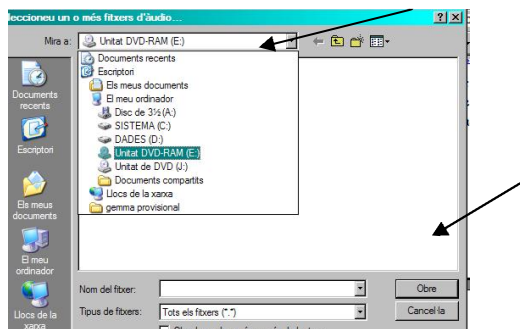 leccioneu un o més fitxers d'àudio...
Mira a:
Unitat DVD-RAM (E:)
Documents recents
Escriptori
Els meus documents
El meu ordinador
Disc de 3½ (A:)
SISTEMA (C:)
DADES (D:)
Unitat DVD-RAM (E:)
Unitat de DVD (J:)
Documents compartits
Llocs de la xarxa
gemma provisional
Documents
recents
Escriptori
Els meus
documents
El meu
ordinador
Llocs de la
xarxa
Nom del fitxer:
Obre
Tipus de fitxers:
Tots els fitxers (*.*)
Cancel·la